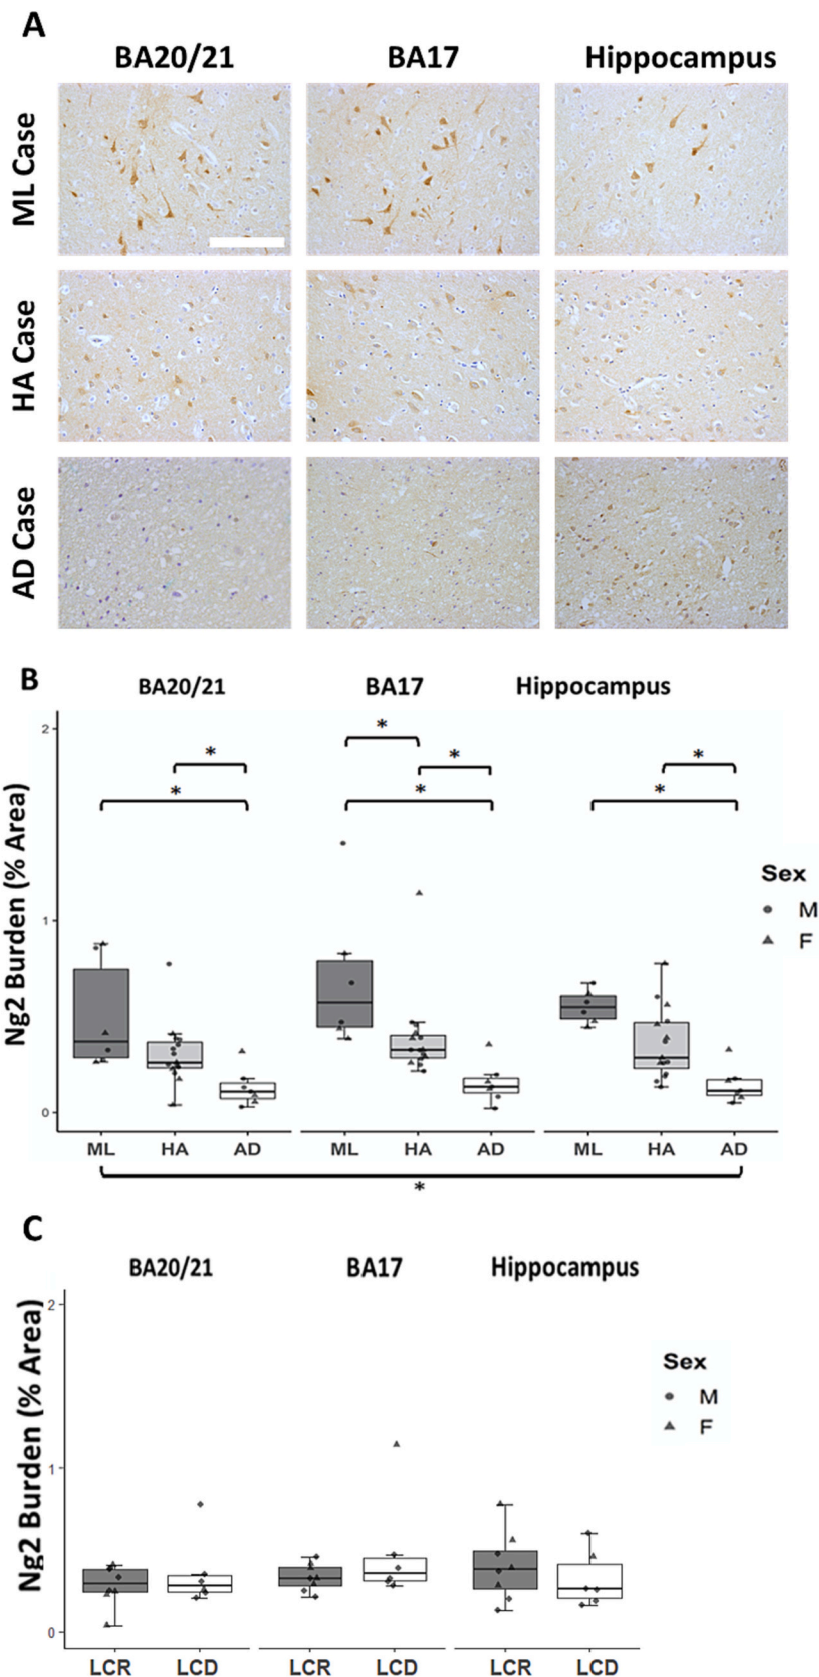 A
BA20/21 BA17 Hippocampus
ML Case
HA Case
AD Case
B
BA20/21 BA17 Hippocampus
Ng2 Burden (% Area)
2
1
0
* * * * * * *
Sex
M
F
ML HA AD ML HA AD ML HA AD
*
C
BA20/21 BA17 Hippocampus
Ng2 Burden (% Area)
2
1
0
Sex
M
F
LCR LCD LCR LCD LCR LCD